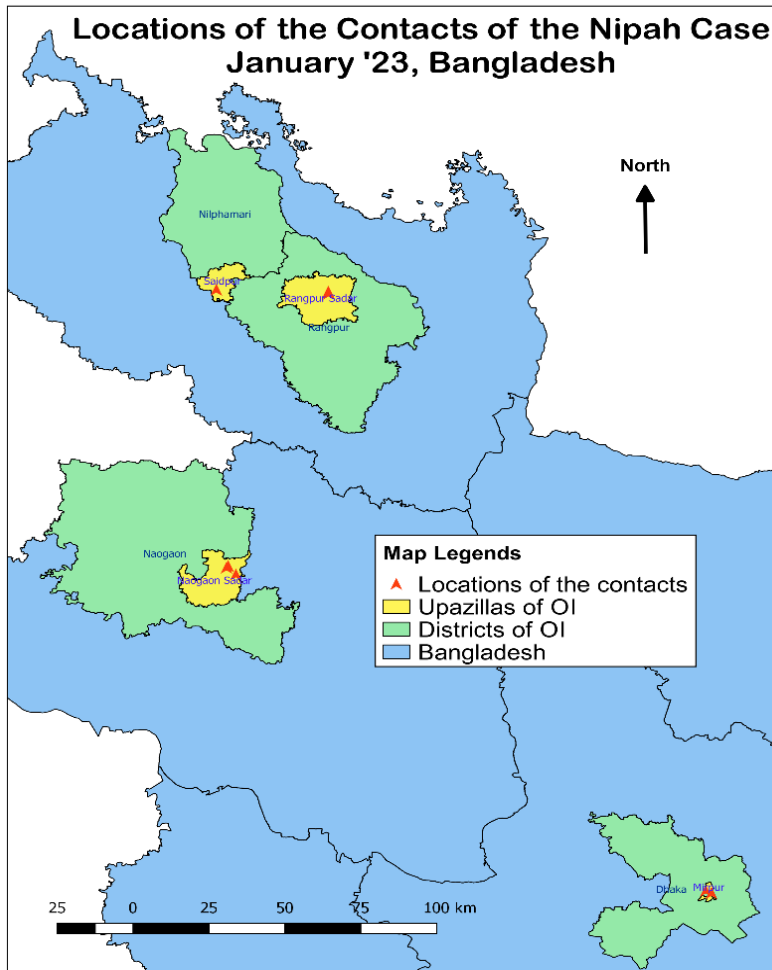 Locations of the Contacts of the Nipah Case
January '23, Bangladesh
North
Nilphamari
Saidpur
Rangpur Sadar
Rangpur
Naogaon
Naogaon Sadar
Map Legends
Locations of the contacts
Upazillas of OI
Districts of OI
Bangladesh
Dhaka
Mirpur
25 0 25 50 75 100 km